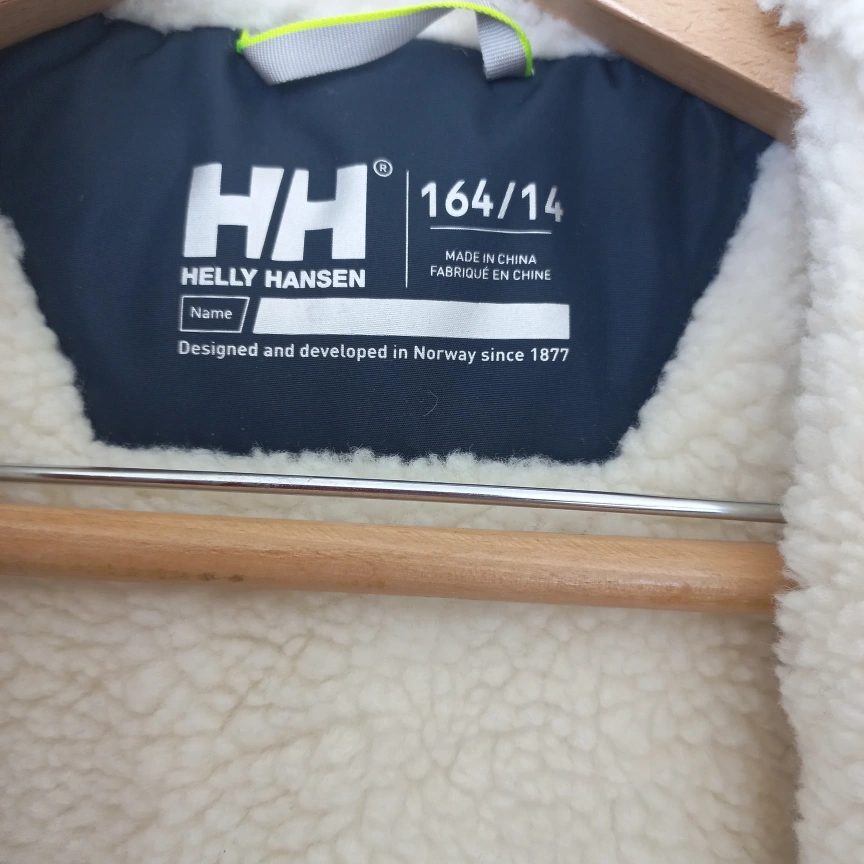 HH®
HELLY HANSEN
164/14
MADE IN CHINA
FABRIQUÉ EN CHINE
Name
Designed and developed in Norway since 1877